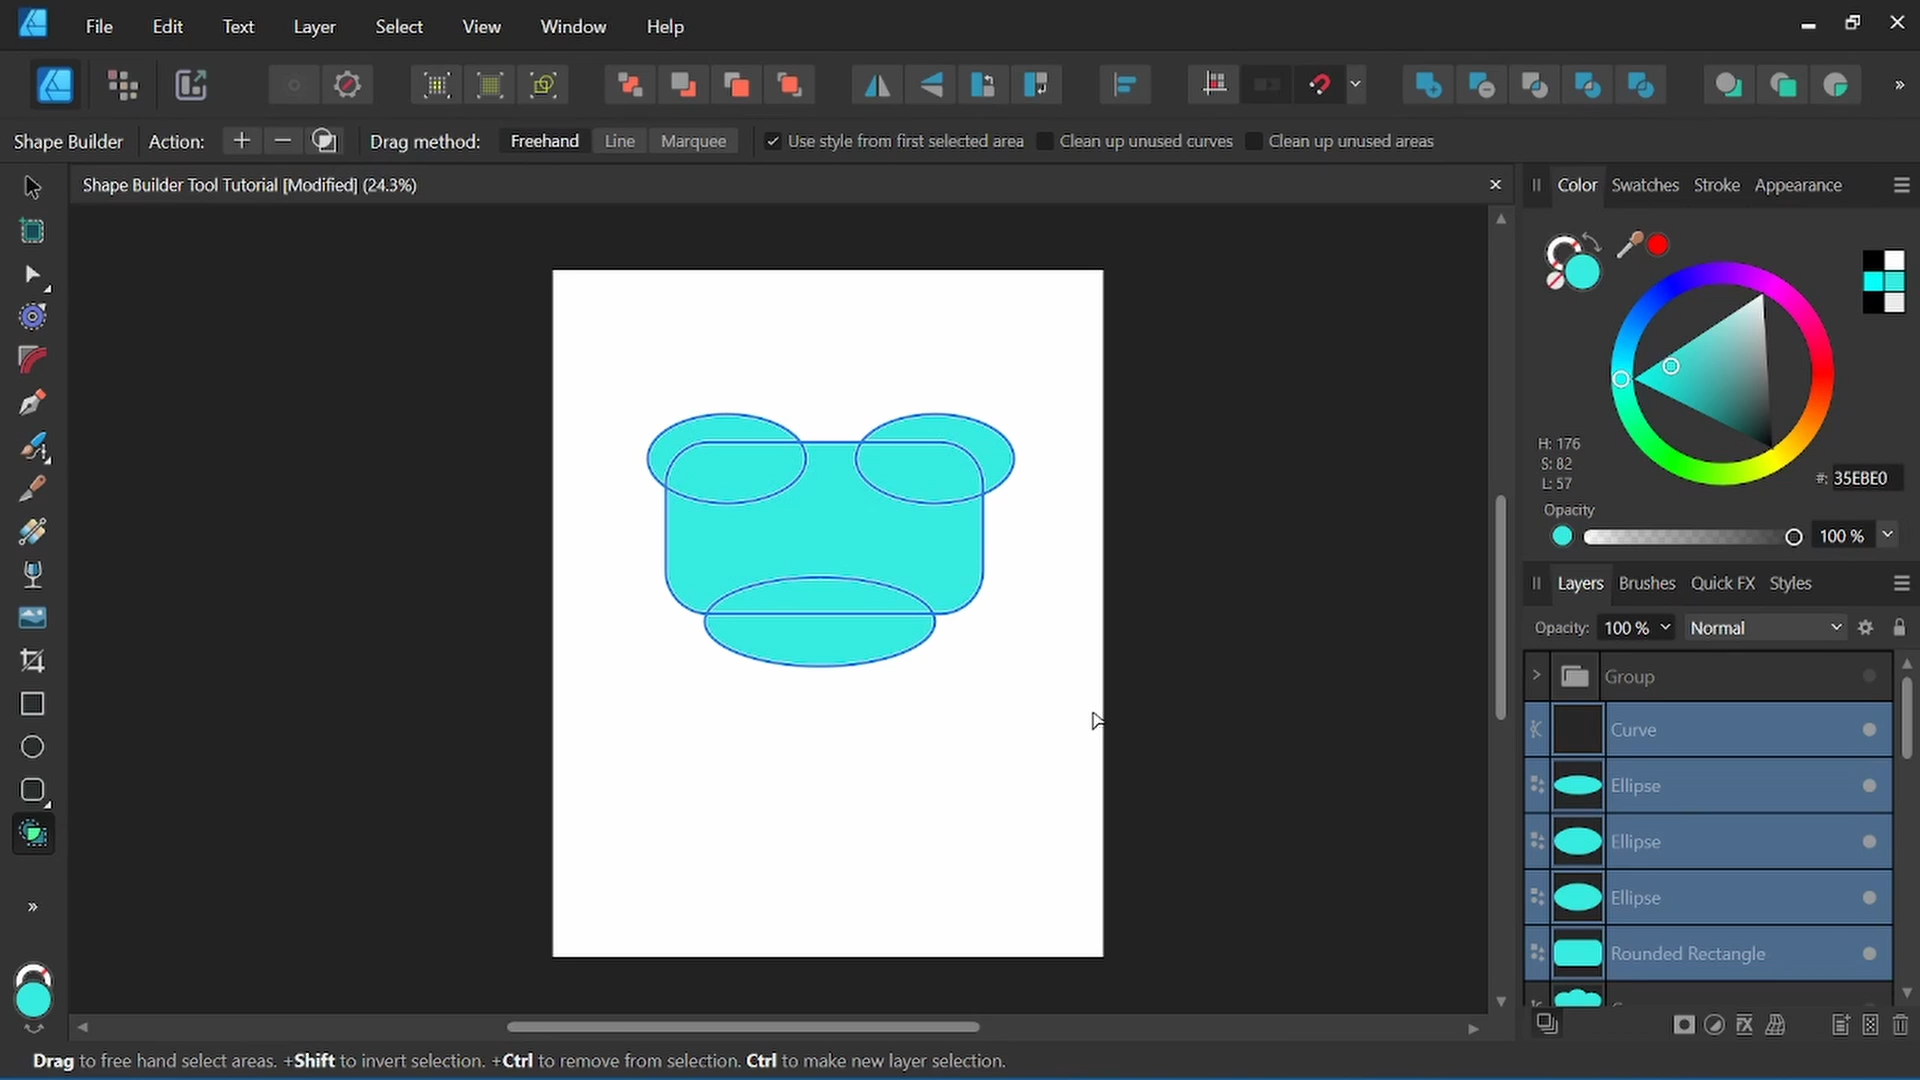 File Edit Text Layer Select View Window Help
Shape Builder Action: Drag method: Freehand Line Marquee Use style from first selected area Clean up unused curves Clean up unused areas
Shape Builder Tool Tutorial [Modified] (24.3%)
Color Swatches Stroke Appearance
H: 176
S: 82
L: 57
#: 35EBE0
Opacity
100 %
Layers Brushes Quick FX Styles
Opacity: 100 % Normal
Group
Curve
Ellipse
Ellipse
Ellipse
Rounded Rectangle
Drag to free hand select areas. +Shift to invert selection. +Ctrl to remove from selection. Ctrl to make new layer selection.